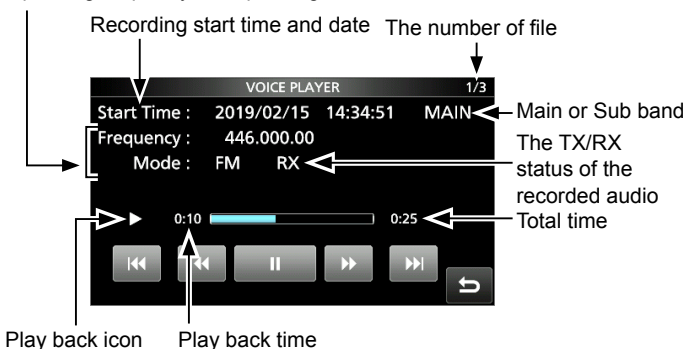 Recording start time and date
The number of file
VOICE PLAYER 1/3
Start Time : 2019/02/15 14:34:51 MAIN
Main or Sub band
Frequency : 446.000.00
Mode : FM RX
The TX/RX
status of the
recorded audio
0:10 0:25
Total time
Play back icon
Play back time